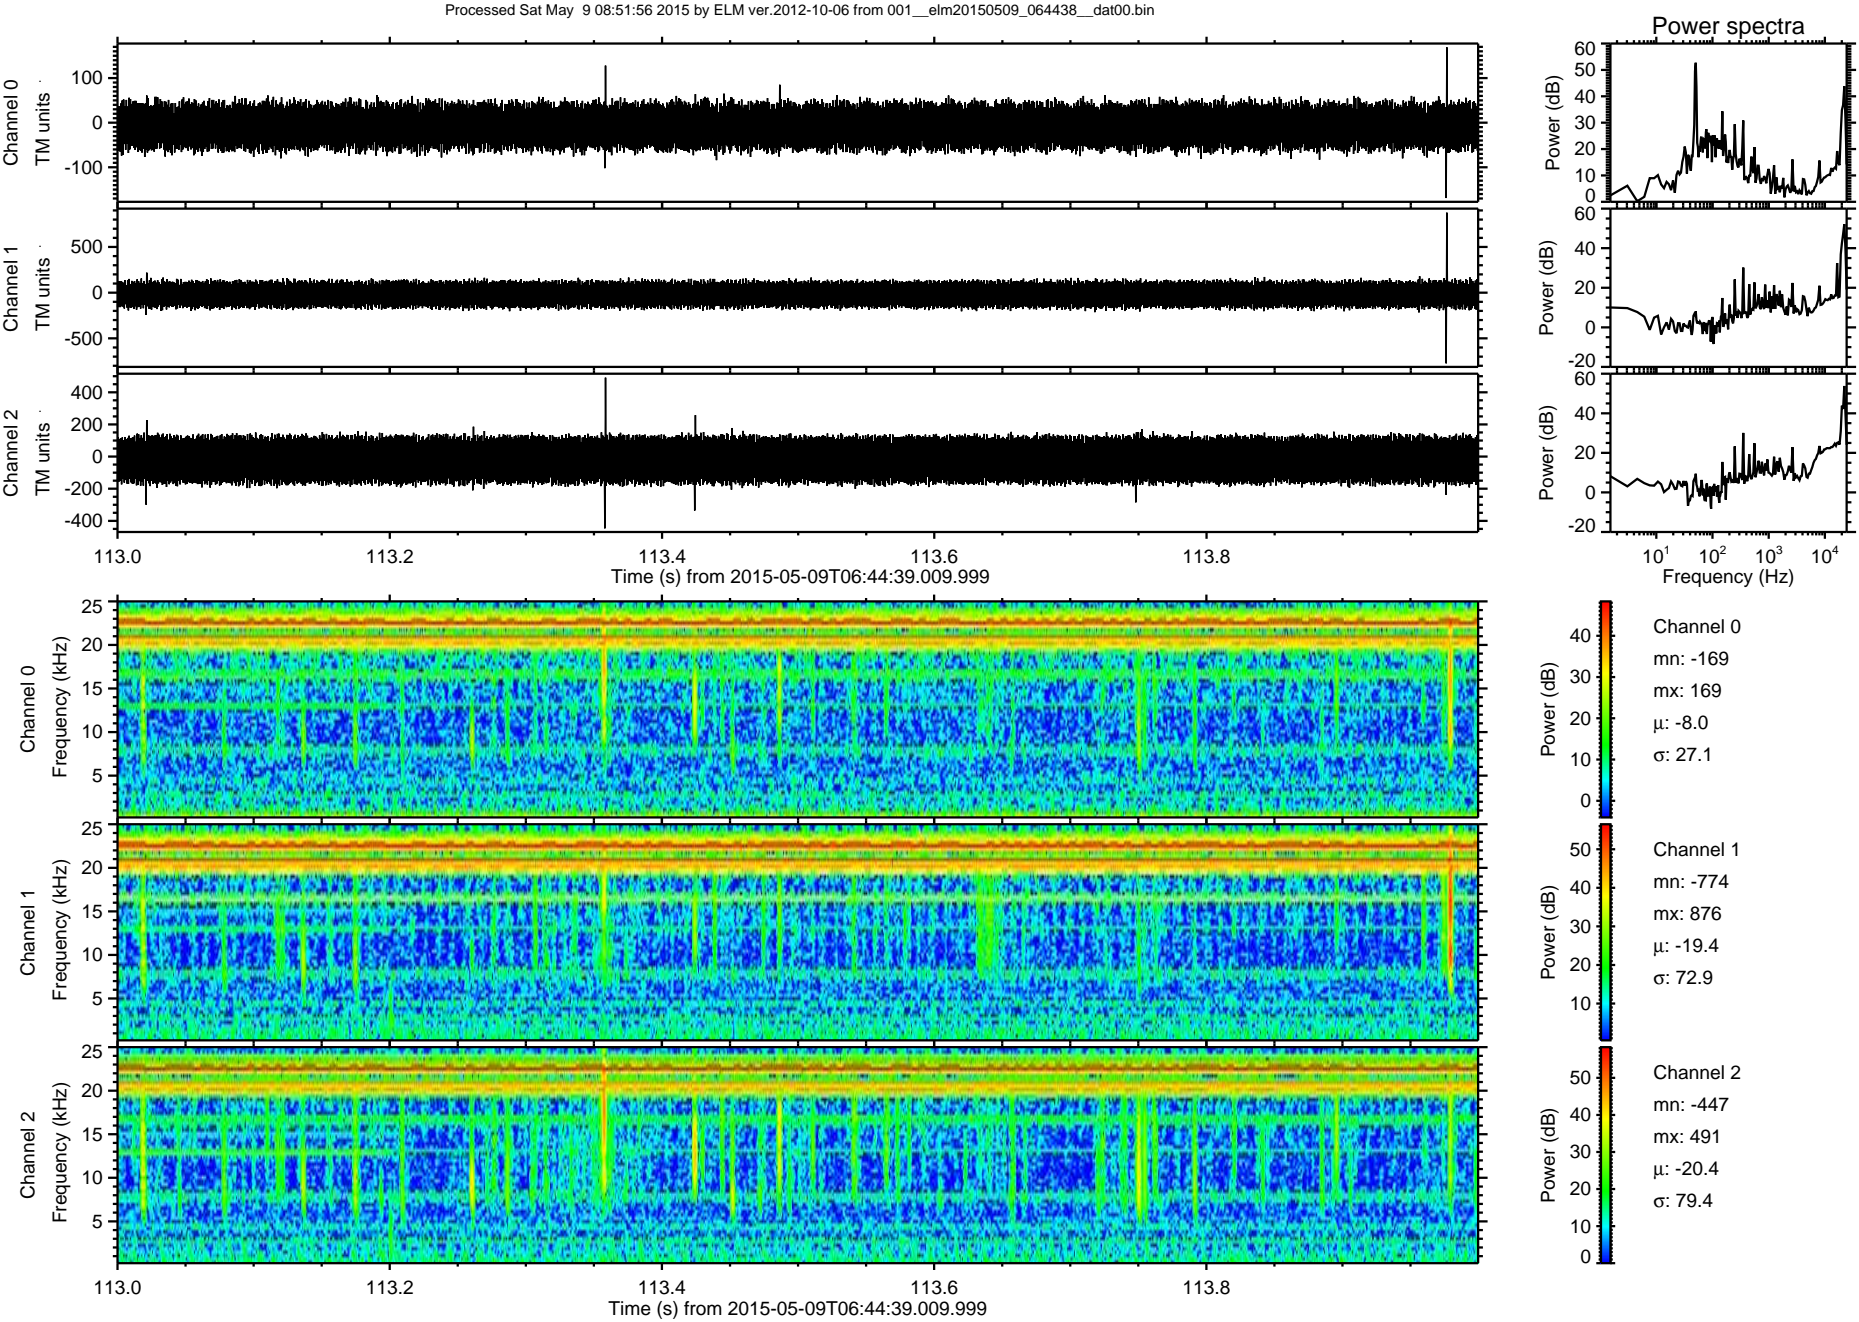 Processed Sat May  9 08:51:56 2015 by ELM ver.2012-10-06 from 001__elm20150509_064438__dat00.bin
Power spectra
Channel 0
TM units
100
0
-100
Power (dB)
60
50
40
30
20
10
0
Channel 1
TM units
500
0
-500
Power (dB)
60
40
20
0
-20
Channel 2
TM units
400
200
0
-200
-400
Power (dB)
60
40
20
0
-20
113.0 113.2 113.4 113.6 113.8
Time (s) from 2015-05-09T06:44:39.009.999
10¹ 10² 10³ 10⁴
Frequency (Hz)
Channel 0
Frequency (kHz)
25
20
15
10
5
Power (dB)
40
30
20
10
0
Channel 0
mn: -169
mx: 169
µ: -8.0
σ: 27.1
Channel 1
Frequency (kHz)
25
20
15
10
5
Power (dB)
50
40
30
20
10
Channel 1
mn: -774
mx: 876
µ: -19.4
σ: 72.9
Channel 2
Frequency (kHz)
25
20
15
10
5
Power (dB)
50
40
30
20
10
0
Channel 2
mn: -447
mx: 491
µ: -20.4
σ: 79.4
113.0 113.2 113.4 113.6 113.8
Time (s) from 2015-05-09T06:44:39.009.999